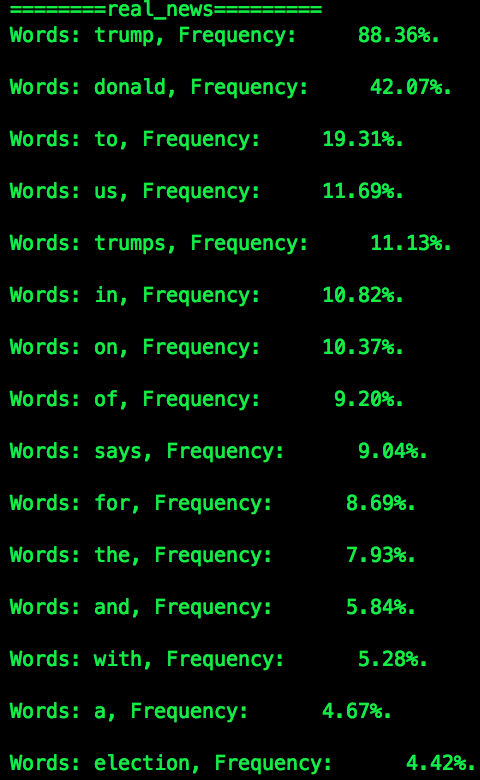 ========real_news=========
Words: trump, Frequency:     88.36%.
Words: donald, Frequency:     42.07%.
Words: to, Frequency:     19.31%.
Words: us, Frequency:     11.69%.
Words: trumps, Frequency:     11.13%.
Words: in, Frequency:     10.82%.
Words: on, Frequency:     10.37%.
Words: of, Frequency:      9.20%.
Words: says, Frequency:      9.04%.
Words: for, Frequency:      8.69%.
Words: the, Frequency:      7.93%.
Words: and, Frequency:      5.84%.
Words: with, Frequency:      5.28%.
Words: a, Frequency:      4.67%.
Words: election, Frequency:      4.42%.